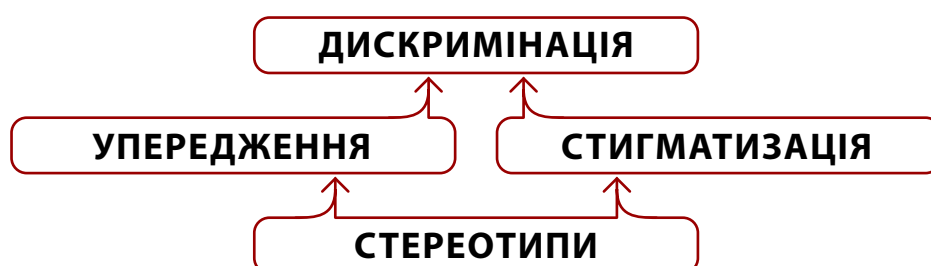 ДИСКРИМІНАЦІЯ
УПЕРЕДЖЕННЯ СТИГМАТИЗАЦІЯ
СТЕРЕОТИПИ